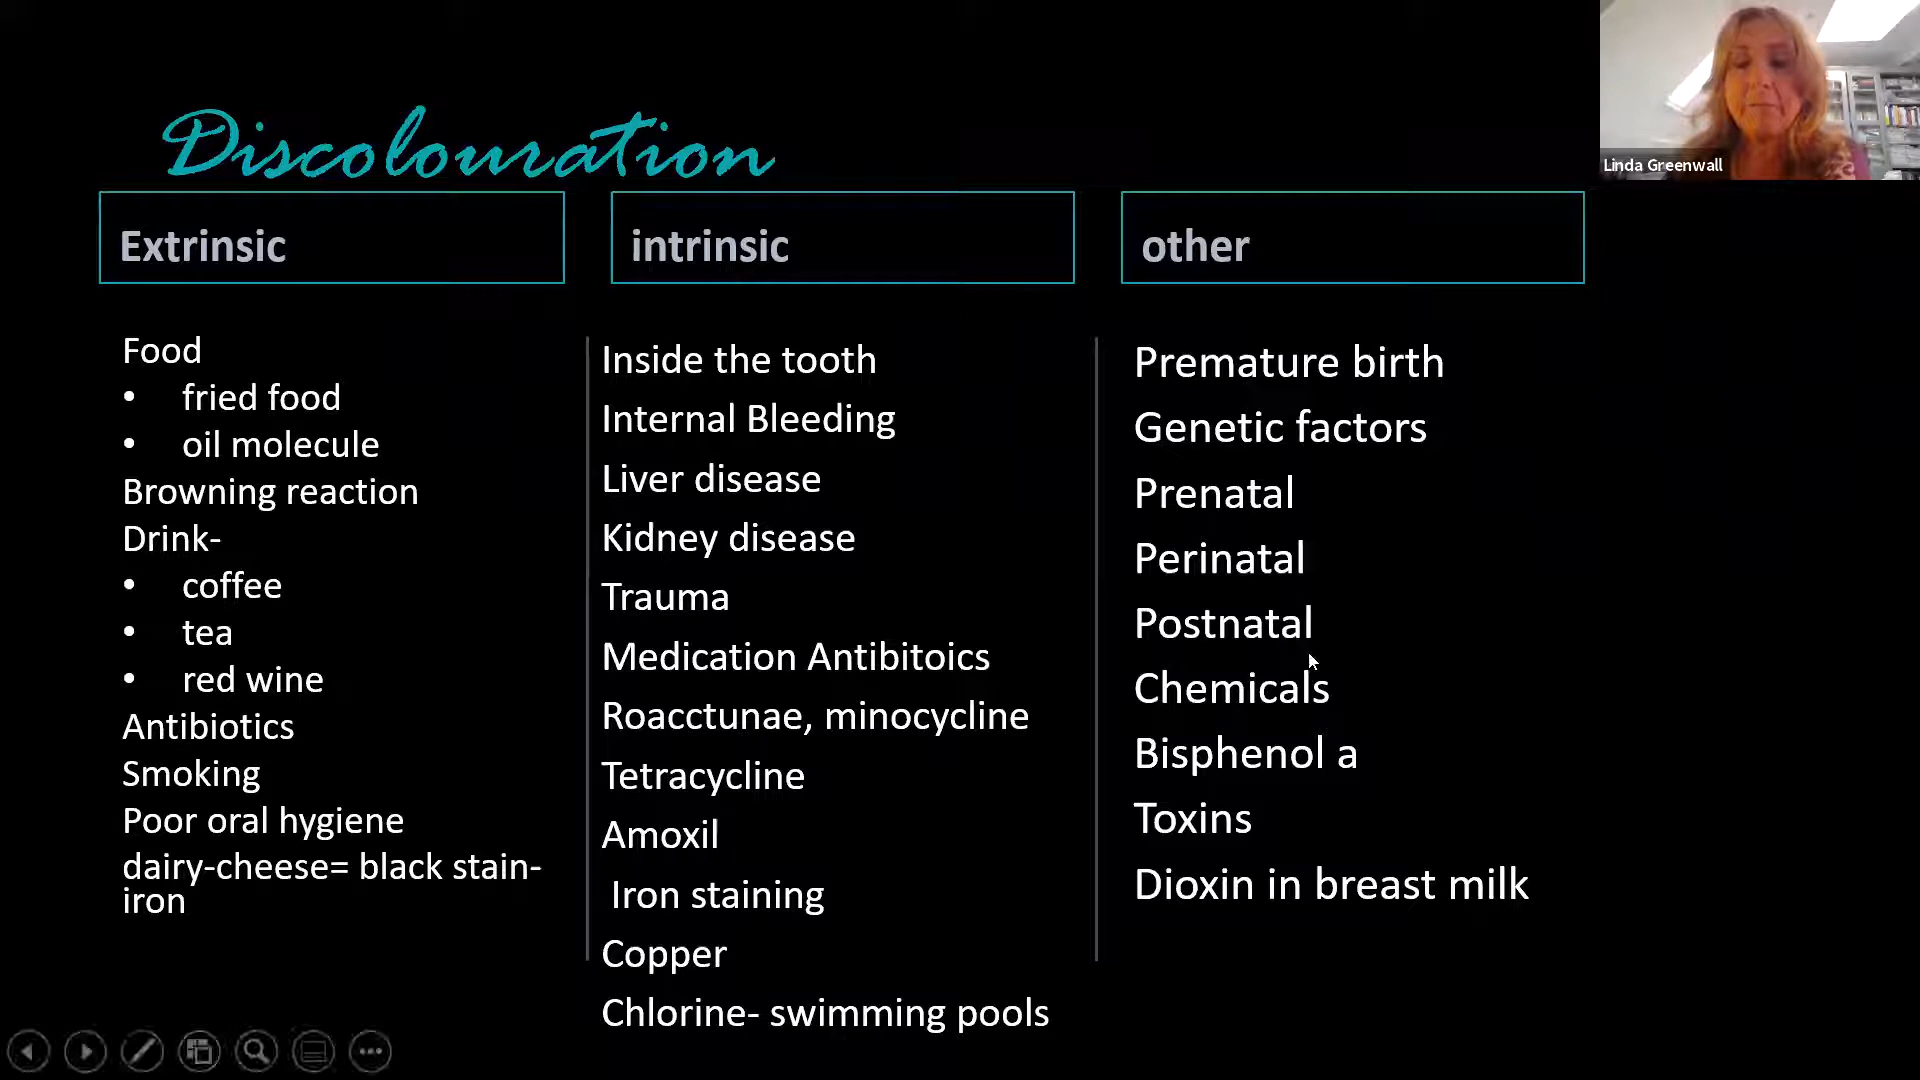 Discolouration
Linda Greenwall
Extrinsic
Food
• fried food
• oil molecule
Browning reaction
Drink-
• coffee
• tea
• red wine
Antibiotics
Smoking
Poor oral hygiene
dairy-cheese= black stain-
iron
intrinsic
Inside the tooth
Internal Bleeding
Liver disease
Kidney disease
Trauma
Medication Antibitoics
Roacctunae, minocycline
Tetracycline
Amoxil
Iron staining
Copper
Chlorine- swimming pools
other
Premature birth
Genetic factors
Prenatal
Perinatal
Postnatal
Chemicals
Bisphenol a
Toxins
Dioxin in breast milk